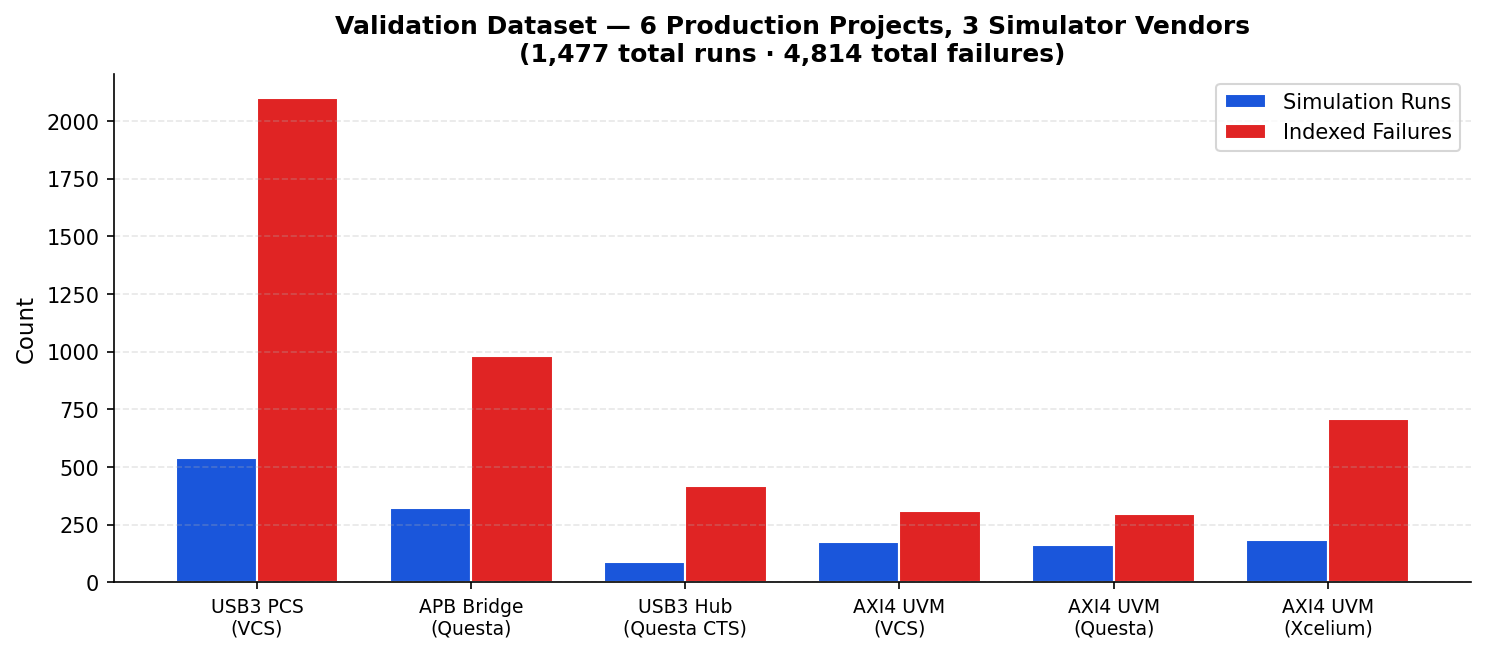 Validation Dataset — 6 Production Projects, 3 Simulator Vendors
(1,477 total runs · 4,814 total failures)
Simulation Runs
Indexed Failures
Count
2000
1750
1500
1250
1000
750
500
250
0
USB3 PCS
(VCS)
APB Bridge
(Questa)
USB3 Hub
(Questa CTS)
AXI4 UVM
(VCS)
AXI4 UVM
(Questa)
AXI4 UVM
(Xcelium)